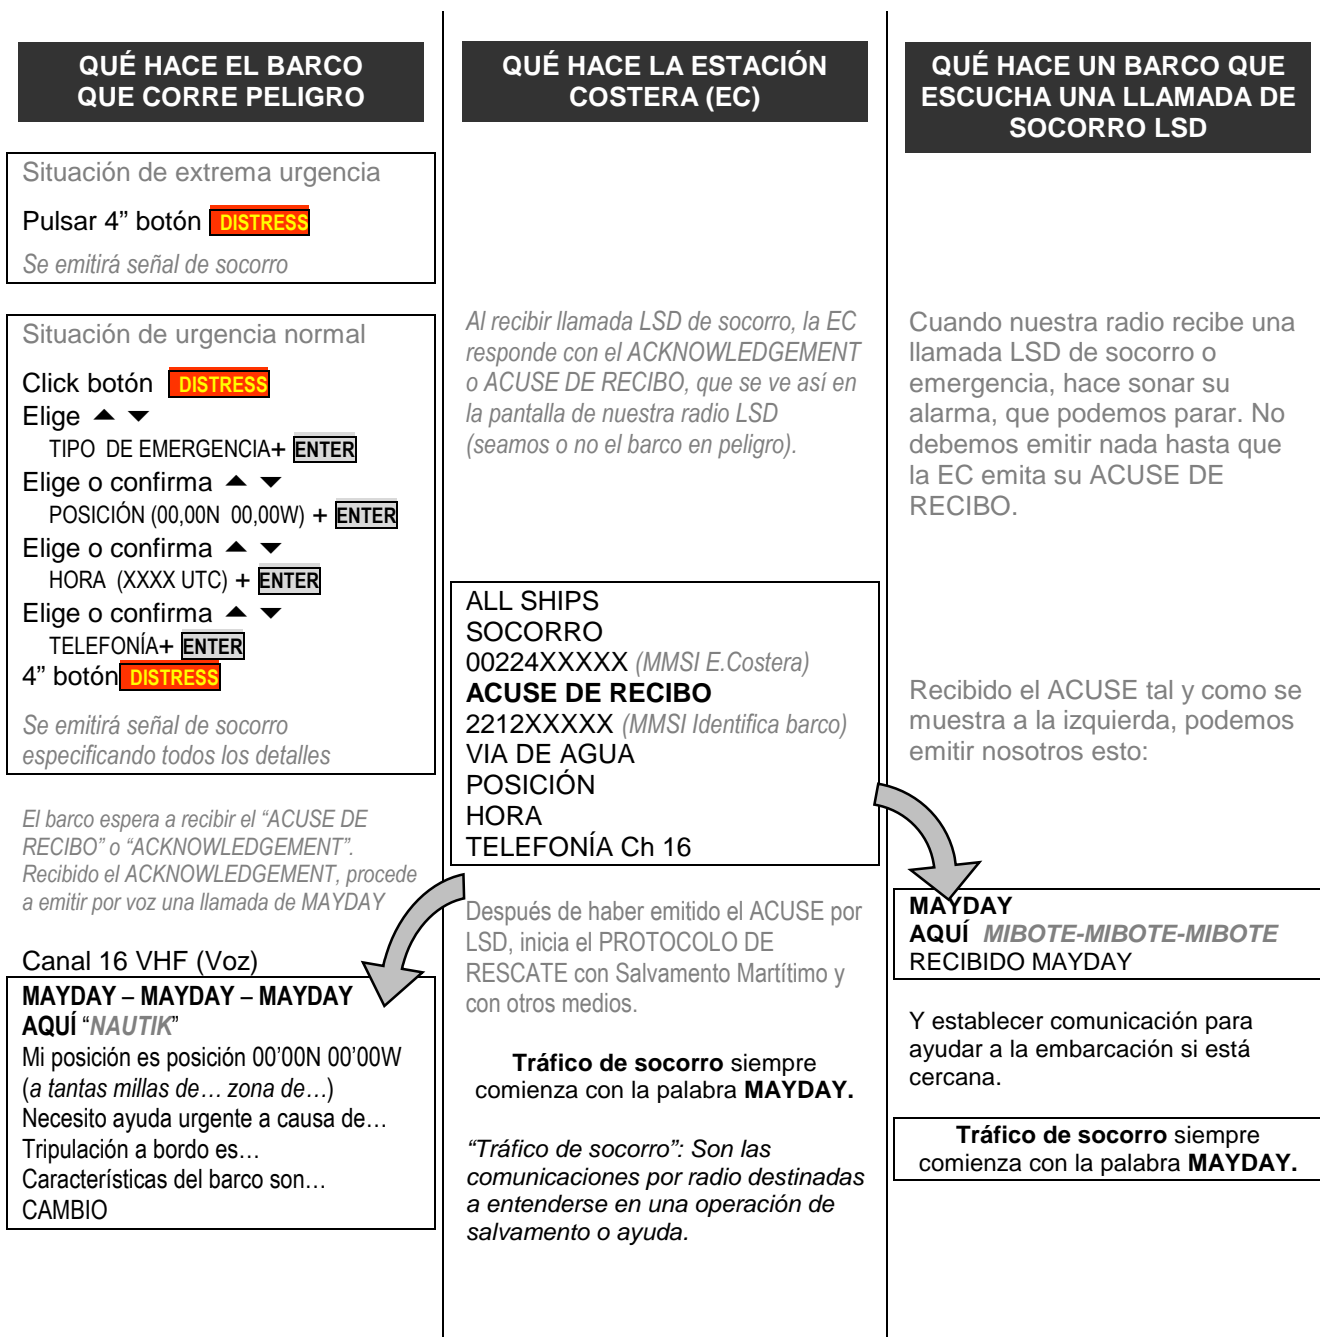 QUÉ HACE EL BARCO
QUE CORRE PELIGRO
Situación de extrema urgencia
Pulsar 4” botón DISTRESS
Se emitirá señal de socorro
Situación de urgencia normal
Click botón DISTRESS
Elige
TIPO DE EMERGENCIA+ ENTER
Elige o confirma
POSICIÓN (00,00N 00,00W) + ENTER
Elige o confirma
HORA (XXXX UTC) + ENTER
Elige o confirma
TELEFONÍA+ ENTER
4” botón DISTRESS
Se emitirá señal de socorro
especificando todos los detalles
El barco espera a recibir el “ACUSE DE
RECIBO” o “ACKNOWLEDGEMENT”.
Recibido el ACKNOWLEDGEMENT, procede
a emitir por voz una llamada de MAYDAY
Canal 16 VHF (Voz)
MAYDAY – MAYDAY – MAYDAY
AQUÍ “NAUTIK”
Mi posición es posición 00’00N 00’00W
(a tantas millas de… zona de…)
Necesito ayuda urgente a causa de…
Tripulación a bordo es…
Características del barco son…
CAMBIO
QUÉ HACE LA ESTACIÓN
COSTERA (EC)
Al recibir llamada LSD de socorro, la EC
responde con el ACKNOWLEDGEMENT
o ACUSE DE RECIBO, que se ve así en
la pantalla de nuestra radio LSD
(seamos o no el barco en peligro).
ALL SHIPS
SOCORRO
00224XXXXX (MMSI E.Costera)
ACUSE DE RECIBO
2212XXXXX (MMSI Identifica barco)
VIA DE AGUA
POSICIÓN
HORA
TELEFONÍA Ch 16
Después de haber emitido el ACUSE por
LSD, inicia el PROTOCOLO DE
RESCATE con Salvamento Martítimo y
con otros medios.
Tráfico de socorro siempre
comienza con la palabra MAYDAY.
“Tráfico de socorro”: Son las
comunicaciones por radio destinadas
a entenderse en una operación de
salvamento o ayuda.
QUÉ HACE UN BARCO QUE
ESCUCHA UNA LLAMADA DE
SOCORRO LSD
Cuando nuestra radio recibe una
llamada LSD de socorro o
emergencia, hace sonar su
alarma, que podemos parar. No
debemos emitir nada hasta que
la EC emita su ACUSE DE
RECIBO.
Recibido el ACUSE tal y como se
muestra a la izquierda, podemos
emitir nosotros esto:
MAYDAY
AQUÍ MIBOTE-MIBOTE-MIBOTE
RECIBIDO MAYDAY
Y establecer comunicación para
ayudar a la embarcación si está
cercana.
Tráfico de socorro siempre
comienza con la palabra MAYDAY.